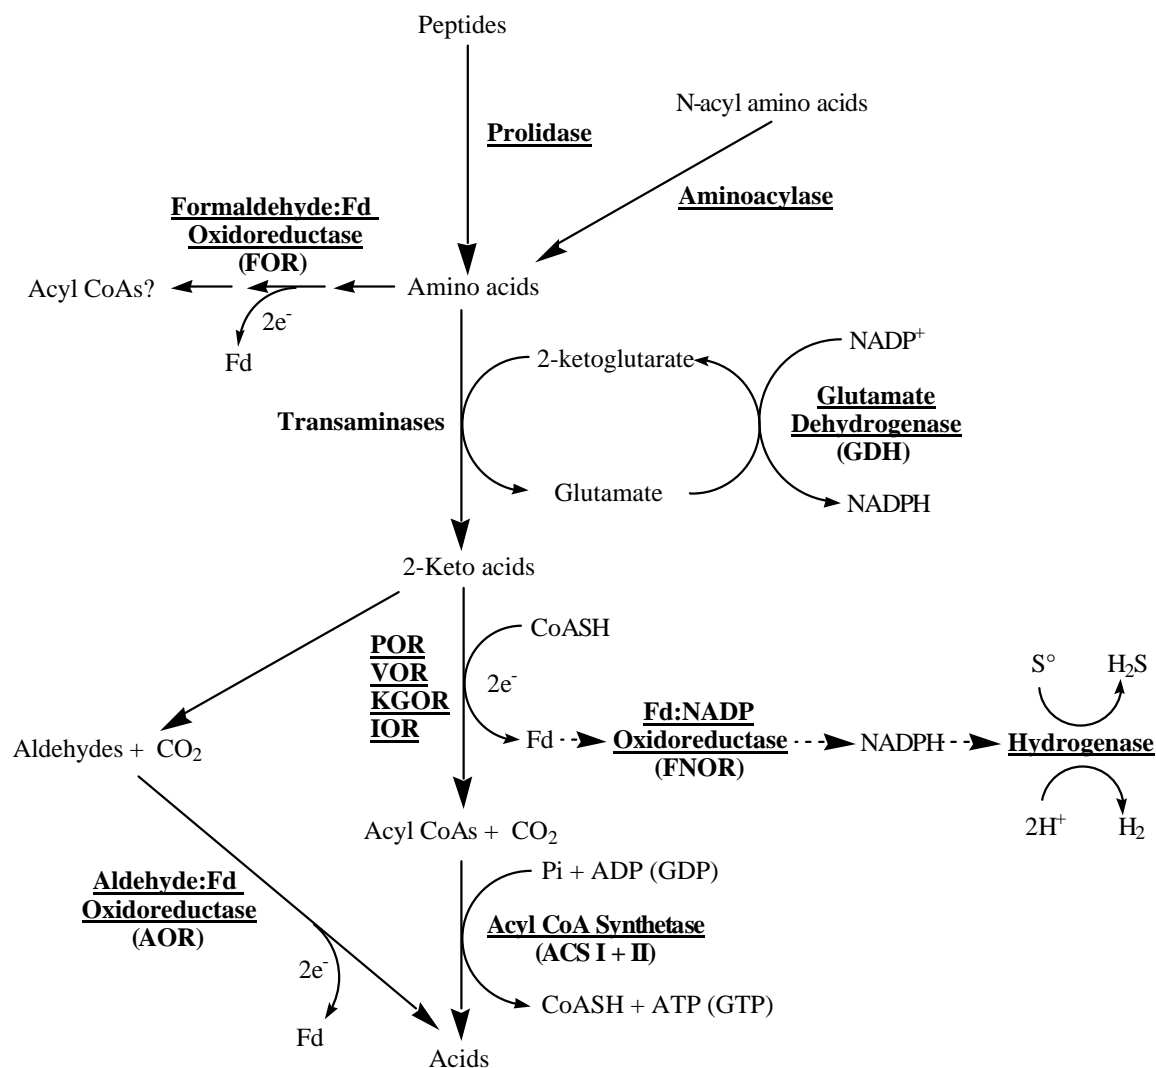 Peptides
N-acyl amino acids
Prolidase
Aminoacylase
Formaldehyde:Fd
Oxidoreductase
(FOR)
Acyl CoAs?
Amino acids
2e⁻
Fd
2-ketoglutarate
NADP⁺
Transaminases
Glutamate
Dehydrogenase
(GDH)
Glutamate
NADPH
2-Keto acids
CoASH
POR
VOR
KGOR
IOR
2e⁻
S°
H₂S
Fd
Fd:NADP
Oxidoreductase
(FNOR)
NADPH
Hydrogenase
Aldehydes + CO₂
2H⁺
H₂
Acyl CoAs + CO₂
Pi + ADP (GDP)
Aldehyde:Fd
Oxidoreductase
(AOR)
Acyl CoA Synthetase
(ACS I + II)
2e⁻
CoASH + ATP (GTP)
Fd
Acids